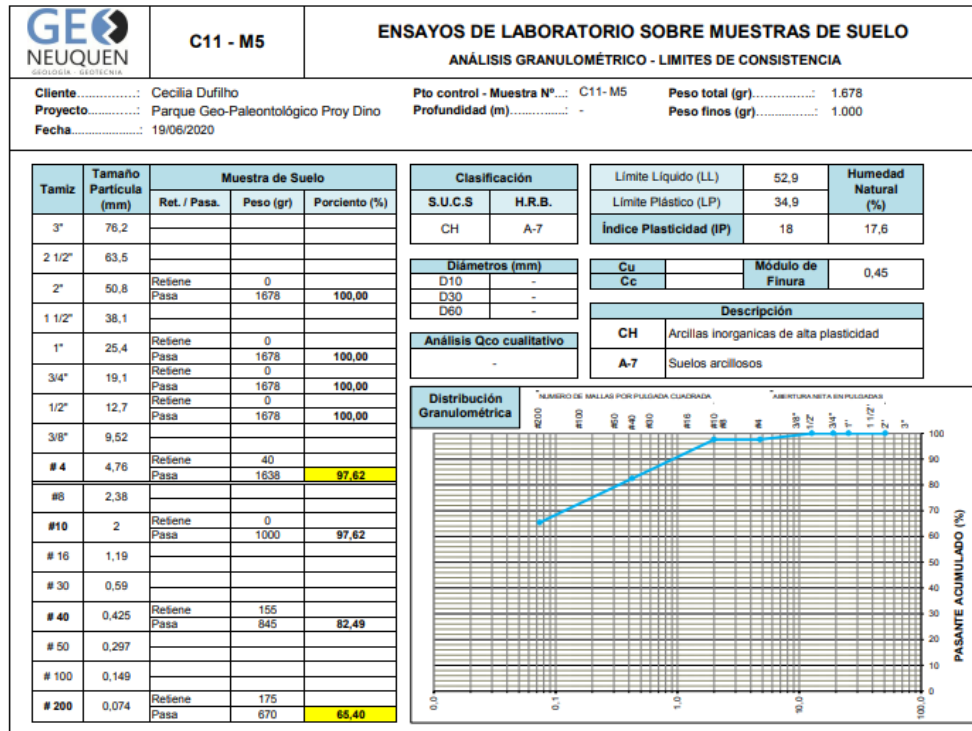 GEO
NEUQUEN
GEOLOGÍA - GEOTECNIA
C11 - M5
ENSAYOS DE LABORATORIO SOBRE MUESTRAS DE SUELO
ANÁLISIS GRANULOMÉTRICO - LIMITES DE CONSISTENCIA
Cliente..............: Cecilia Dufilho
Pto control - Muestra Nº...: C11- M5
Peso total (gr)...............: 1.678
Proyecto..........: Parque Geo-Paleontológico Proy Dino
Profundidad (m)...............: -
Peso finos (gr)...............: 1.000
Fecha.................: 19/06/2020
Tamiz Tamaño Partícula (mm) Muestra de Suelo
Ret. / Pasa. Peso (gr) Porciento (%)
3" 76,2
2 1/2" 63,5
2" 50,8 Retiene 0
Pasa 1678 100,00
1 1/2" 38,1
1" 25,4 Retiene 0
Pasa 1678 100,00
3/4" 19,1 Retiene 0
Pasa 1678 100,00
1/2" 12,7 Retiene 0
Pasa 1678 100,00
3/8" 9,52
# 4 4,76 Retiene 40
Pasa 1638 97,62
#8 2,38
#10 2 Retiene 0
Pasa 1000 97,62
# 16 1,19
# 30 0,59
# 40 0,425 Retiene 155
Pasa 845 82,49
# 50 0,297
# 100 0,149
# 200 0,074 Retiene 175
Pasa 670 65,40
Clasificación
S.U.C.S H.R.B.
CH A-7
Diámetros (mm)
D10 -
D30 -
D60 -
Análisis Qco cualitativo
-
Límite Líquido (LL) 52,9
Límite Plástico (LP) 34,9
Índice Plasticidad (IP) 18
Humedad Natural (%)
17,6
Cu
Cc
Módulo de Finura 0,45
Descripción
CH Arcillas inorganicas de alta plasticidad
A-7 Suelos arcillosos
Distribución Granulométrica
NUMERO DE MALLAS POR PULGADA CUADRADA
ABERTURA NETA EN PULGADAS
#200 #100 #50 #40 #30 #16 #10 #8 #4 3/8" 1/2" 3/4" 1" 1 1/2" 2" 3"
100
90
80
70
60
50
40
30
20
10
0
PASANTE ACUMULADO (%)
0,0 0,1 1,0 10,0 100,0